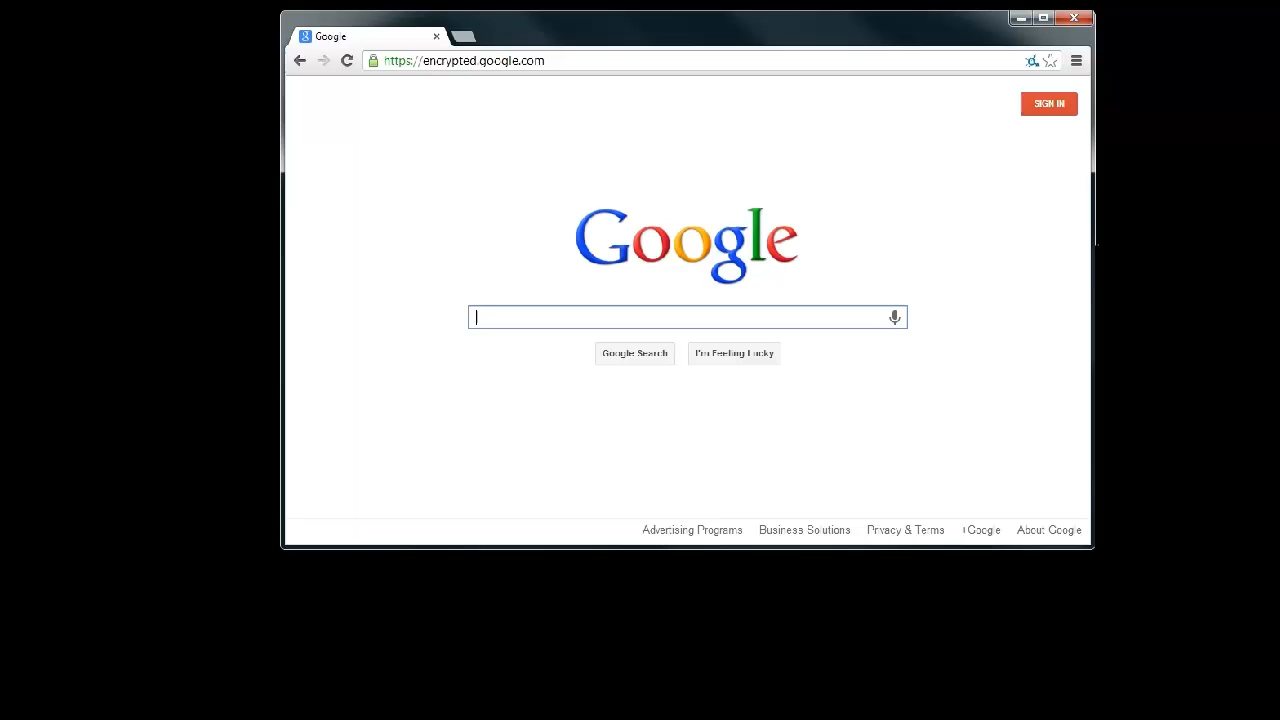 Google
https://encrypted.google.com
SIGN IN
Google
Google Search I'm Feeling Lucky
Advertising Programs Business Solutions Privacy & Terms +Google About Google